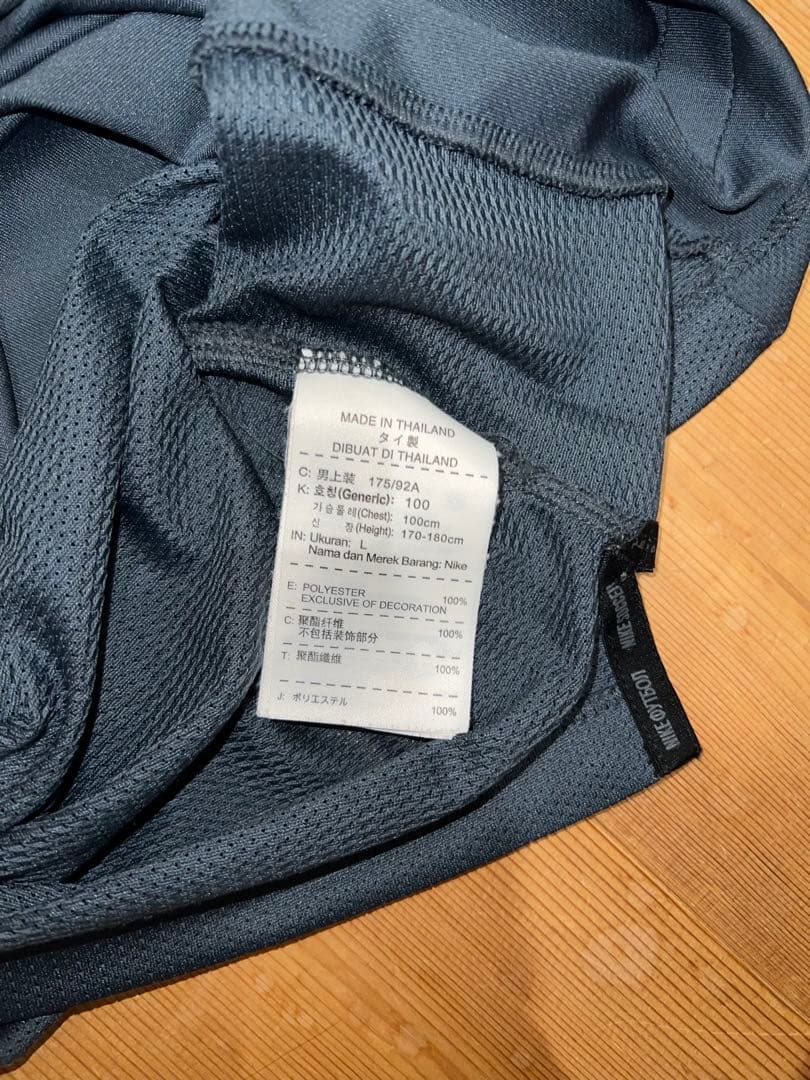 MADE IN THAILAND
タイ製
DIBUAT DI THAILAND
C: 男上裝 175/92A
K: 호칭(Generic): 100
가슴둘레(Chest): 100cm
신 장(Height): 170-180cm
IN: Ukuran: L
Nama dan Merek Barang: Nike
E: POLYESTER 100%
EXCLUSIVE OF DECORATION
C: 聚酯纤维 100%
不包括装饰部分
T: 聚酯纖維 100%
J: ポリエステル 100%
NIKE